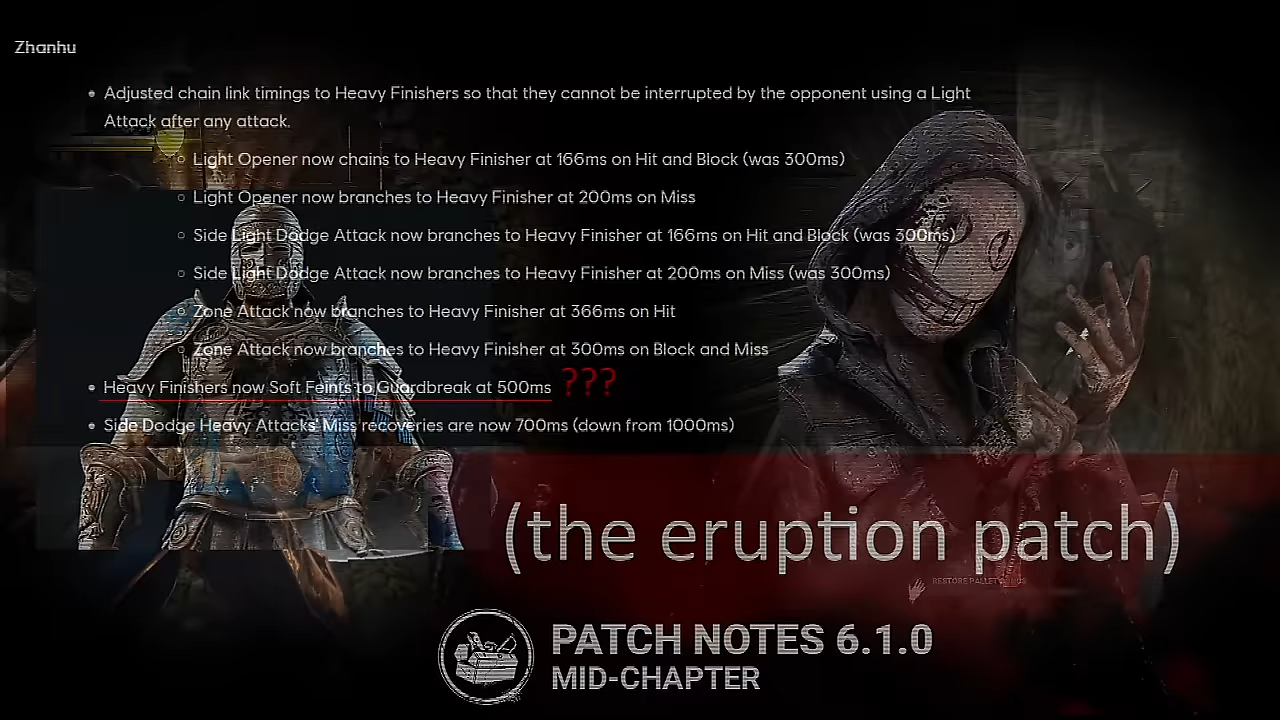 Zhanhu
• Adjusted chain link timings to Heavy Finishers so that they cannot be interrupted by the opponent using a Light
Attack after any attack.
○ Light Opener now chains to Heavy Finisher at 166ms on Hit and Block (was 300ms)
○ Light Opener now branches to Heavy Finisher at 200ms on Miss
○ Side Light Dodge Attack now branches to Heavy Finisher at 166ms on Hit and Block (was 300ms)
○ Side Light Dodge Attack now branches to Heavy Finisher at 200ms on Miss (was 300ms)
○ Zone Attack now branches to Heavy Finisher at 366ms on Hit
○ Zone Attack now branches to Heavy Finisher at 300ms on Block and Miss
• Heavy Finishers now Soft Feints to Guardbreak at 500ms ???
• Side Dodge Heavy Attacks' Miss recoveries are now 700ms (down from 1000ms)
(the eruption patch)
RESTORE PALLET
PATCH NOTES 6.1.0
MID-CHAPTER